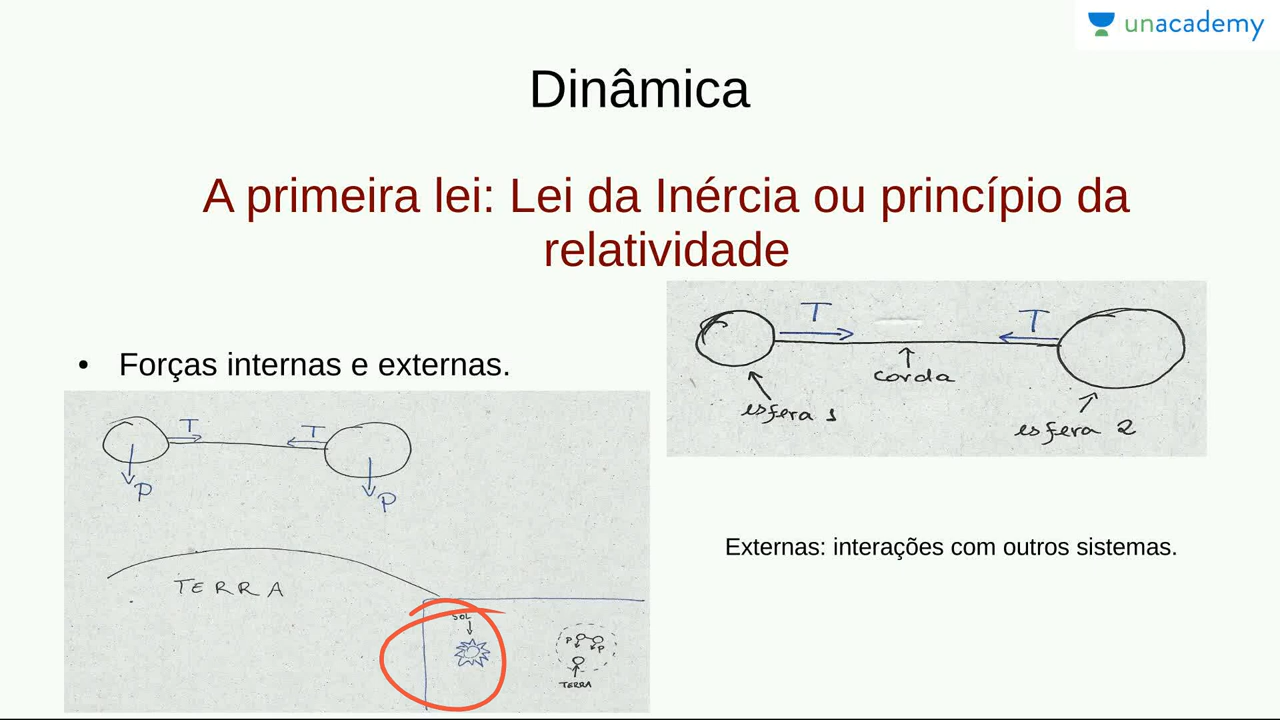 unacademy
Dinâmica
A primeira lei: Lei da Inércia ou princípio da
relatividade
• Forças internas e externas.
T T
corda
esfera 1
esfera 2
T T
P P
TERRA
SOL
P P
TERRA
Externas: interações com outros sistemas.